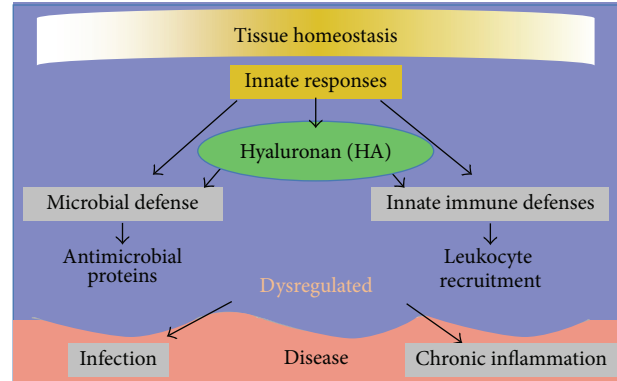 Tissue homeostasis
Innate responses
Hyaluronan (HA)
Microbial defense
Innate immune defenses
Antimicrobial
proteins
Leukocyte
recruitment
Dysregulated
Infection
Disease
Chronic inflammation